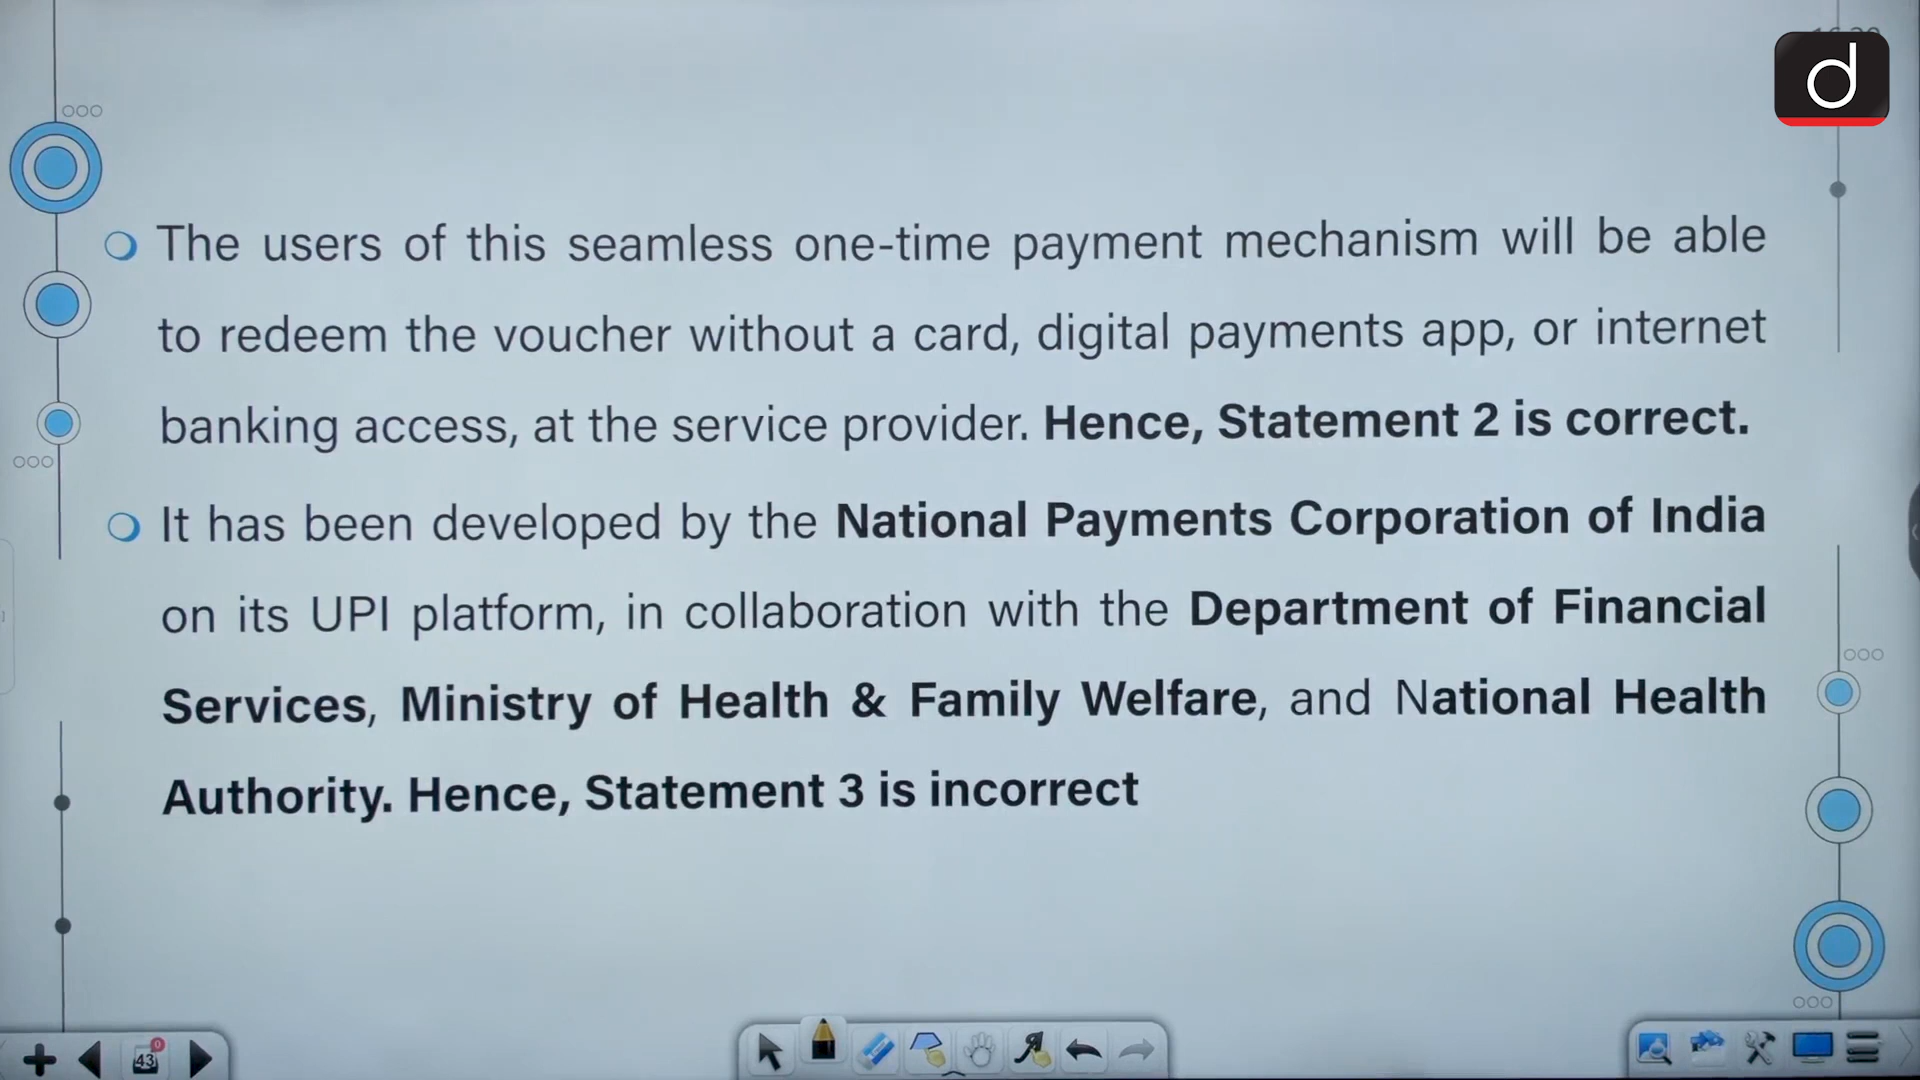 d
The users of this seamless one-time payment mechanism will be able
to redeem the voucher without a card, digital payments app, or internet
banking access, at the service provider. Hence, Statement 2 is correct.
It has been developed by the National Payments Corporation of India
on its UPI platform, in collaboration with the Department of Financial
Services, Ministry of Health & Family Welfare, and National Health
Authority. Hence, Statement 3 is incorrect
43
0